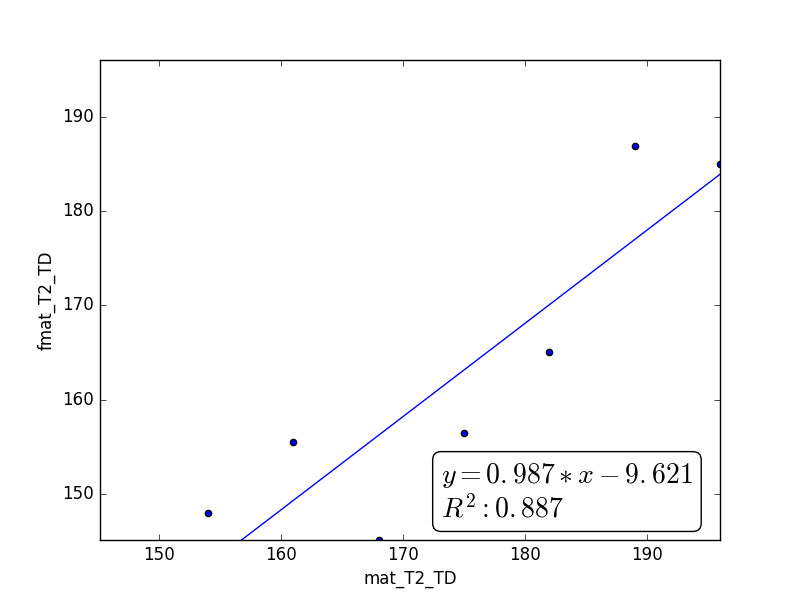 190
180
170
160
150
fmat_T2_TD
y = 0.987 * x − 9.621
R² : 0.887
150 160 170 180 190
mat_T2_TD